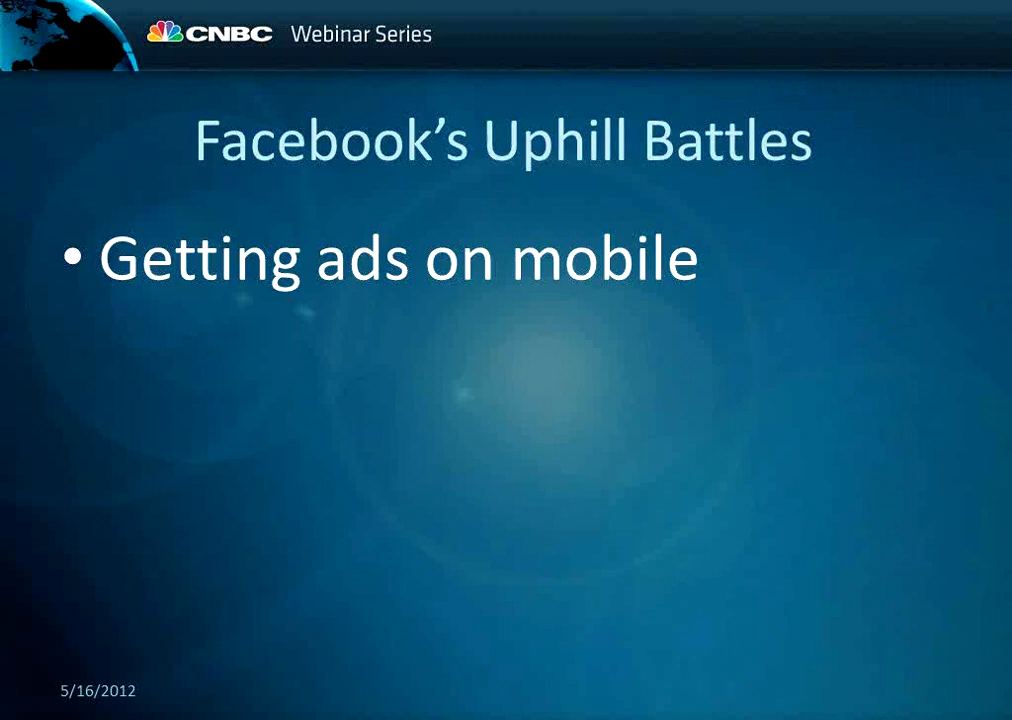 CNBC Webinar Series
Facebook’s Uphill Battles
• Getting ads on mobile
5/16/2012